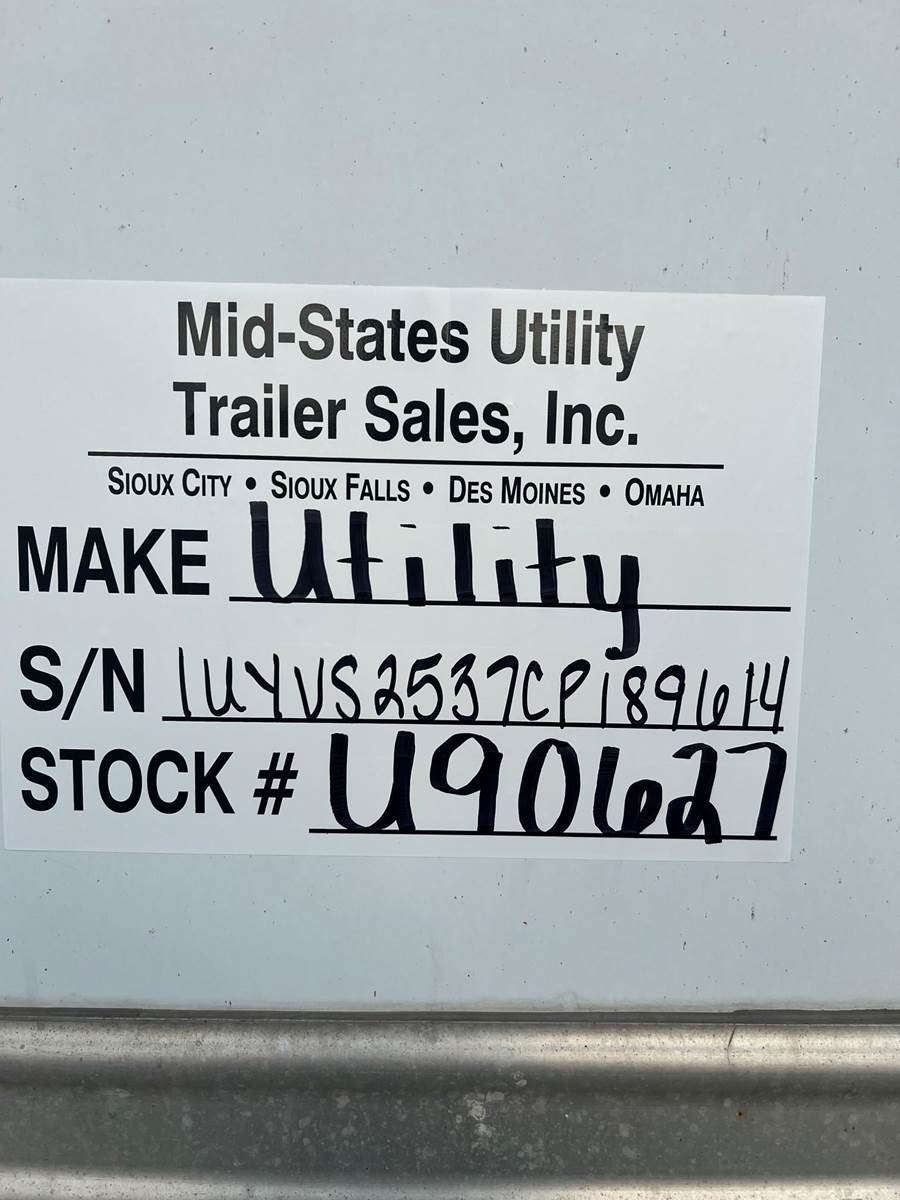 Mid-States Utility
Trailer Sales, Inc.
SIOUX CITY • SIOUX FALLS • DES MOINES • OMAHA
MAKE Utility
S/N 1UYVS2537CP189614
STOCK # U90627